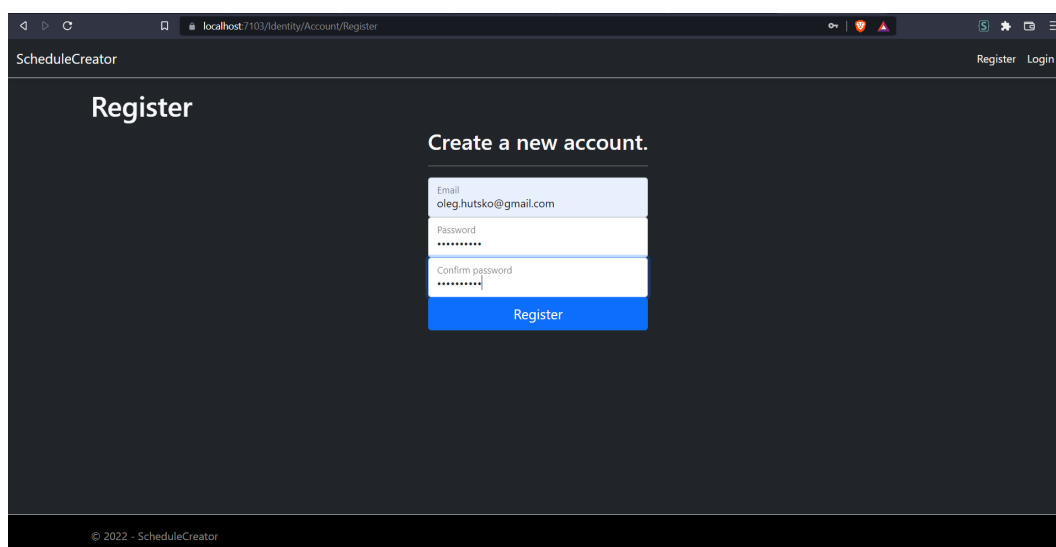 localhost:7103/Identity/Account/Register
ScheduleCreator
Register Login
Register
Create a new account.
Email
oleg.hutsko@gmail.com
Password
••••••••••
Confirm password
••••••••••
Register
© 2022 - ScheduleCreator